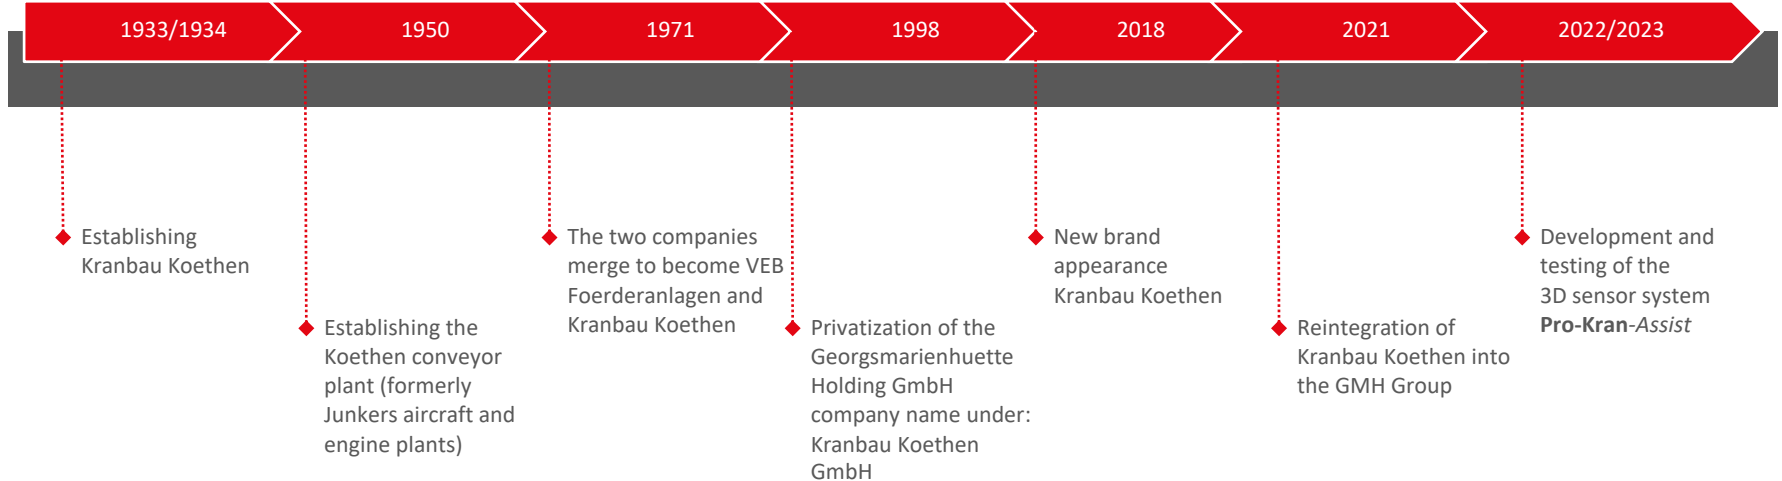 1933/1934
1950
1971
1998
2018
2021
2022/2023
Establishing
Kranbau Koethen
Establishing the
Koethen conveyor
plant (formerly
Junkers aircraft and
engine plants)
The two companies
merge to become VEB
Foerderanlagen and
Kranbau Koethen
Privatization of the
Georgsmarienhuette
Holding GmbH
company name under:
Kranbau Koethen
GmbH
New brand
appearance
Kranbau Koethen
Reintegration of
Kranbau Koethen into
the GMH Group
Development and
testing of the
3D sensor system
Pro-Kran-Assist